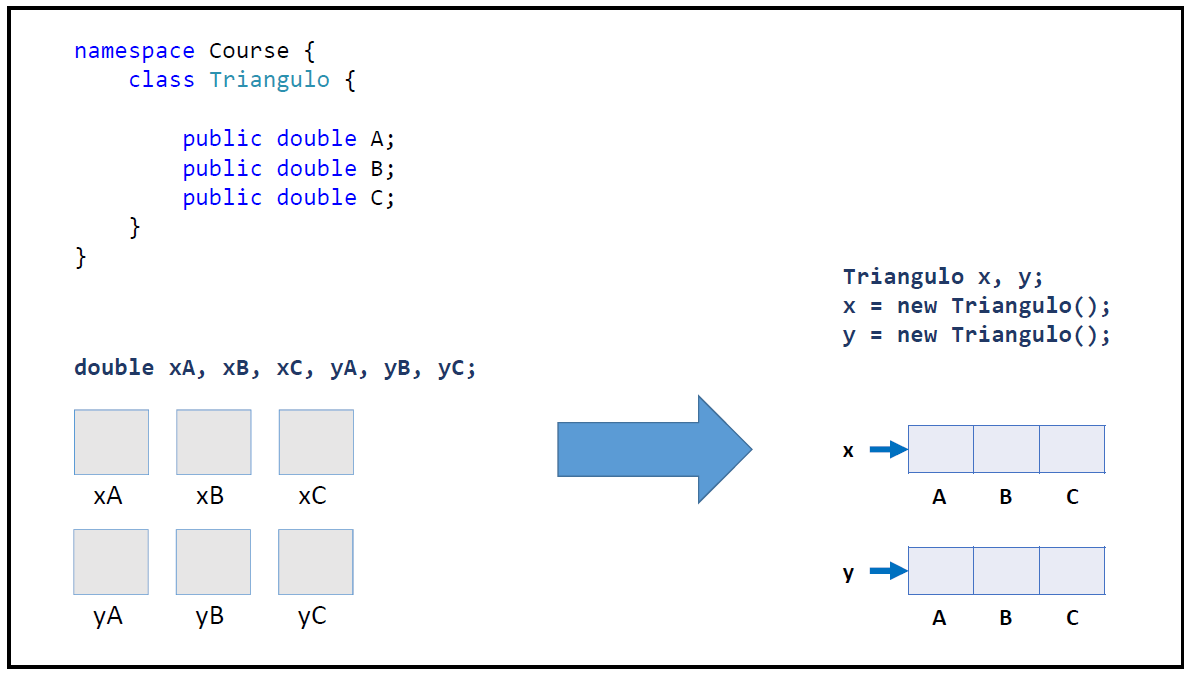 namespace Course {
class Triangulo {
public double A;
public double B;
public double C;
}
}
double xA, xB, xC, yA, yB, yC;
xA xB xC
yA yB yC
Triangulo x, y;
x = new Triangulo();
y = new Triangulo();
x
A B C
y
A B C